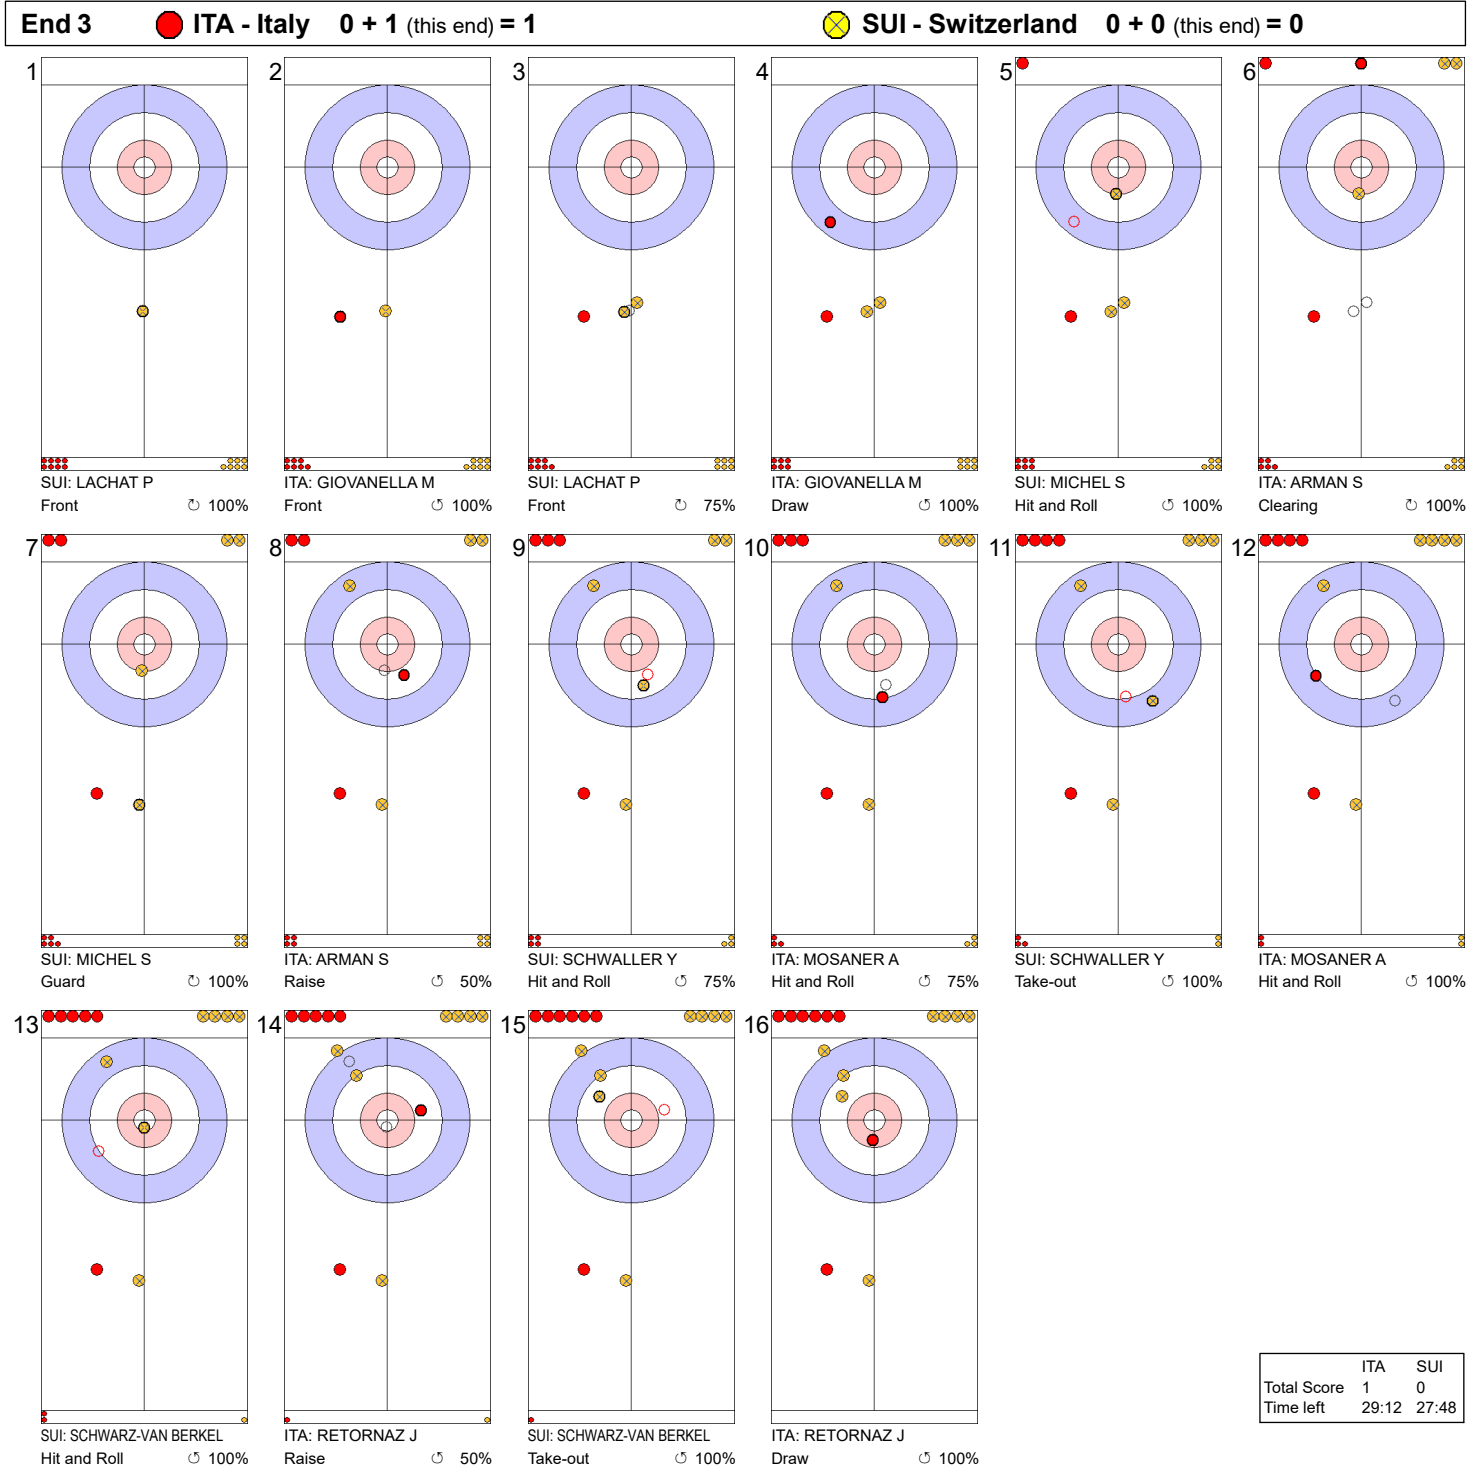 End 3 ITA - Italy 0 + 1 (this end) = 1 SUI - Switzerland 0 + 0 (this end) = 0
1 2 3 4 5 6
SUI: LACHAT P ITA: GIOVANELLA M SUI: LACHAT P ITA: GIOVANELLA M SUI: MICHEL S ITA: ARMAN S
Front ↻ 100% Front ↻ 100% Front ↻ 75% Draw ↺ 100% Hit and Roll ↺ 100% Clearing ↻ 100%
7 8 9 10 11 12
SUI: MICHEL S ITA: ARMAN S SUI: SCHWALLER Y ITA: MOSANER A SUI: SCHWALLER Y ITA: MOSANER A
Guard ↻ 100% Raise ↺ 50% Hit and Roll ↺ 75% Hit and Roll ↺ 75% Take-out ↺ 100% Hit and Roll ↺ 100%
13 14 15 16
SUI: SCHWARZ-VAN BERKEL ITA: RETORNAZ J SUI: SCHWARZ-VAN BERKEL ITA: RETORNAZ J
Hit and Roll ↺ 100% Raise ↺ 50% Take-out ↺ 100% Draw ↺ 100%
ITA SUI
Total Score 1 0
Time left 29:12 27:48